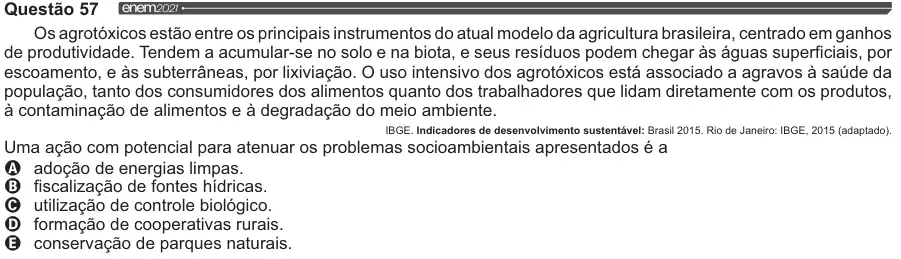 Questão 57 enem2021
Os agrotóxicos estão entre os principais instrumentos do atual modelo da agricultura brasileira, centrado em ganhos
de produtividade. Tendem a acumular-se no solo e na biota, e seus resíduos podem chegar às águas superficiais, por
escoamento, e às subterrâneas, por lixiviação. O uso intensivo dos agrotóxicos está associado a agravos à saúde da
população, tanto dos consumidores dos alimentos quanto dos trabalhadores que lidam diretamente com os produtos,
à contaminação de alimentos e à degradação do meio ambiente.
IBGE. Indicadores de desenvolvimento sustentável: Brasil 2015. Rio de Janeiro: IBGE, 2015 (adaptado).
Uma ação com potencial para atenuar os problemas socioambientais apresentados é a
A adoção de energias limpas.
B fiscalização de fontes hídricas.
C utilização de controle biológico.
D formação de cooperativas rurais.
E conservação de parques naturais.